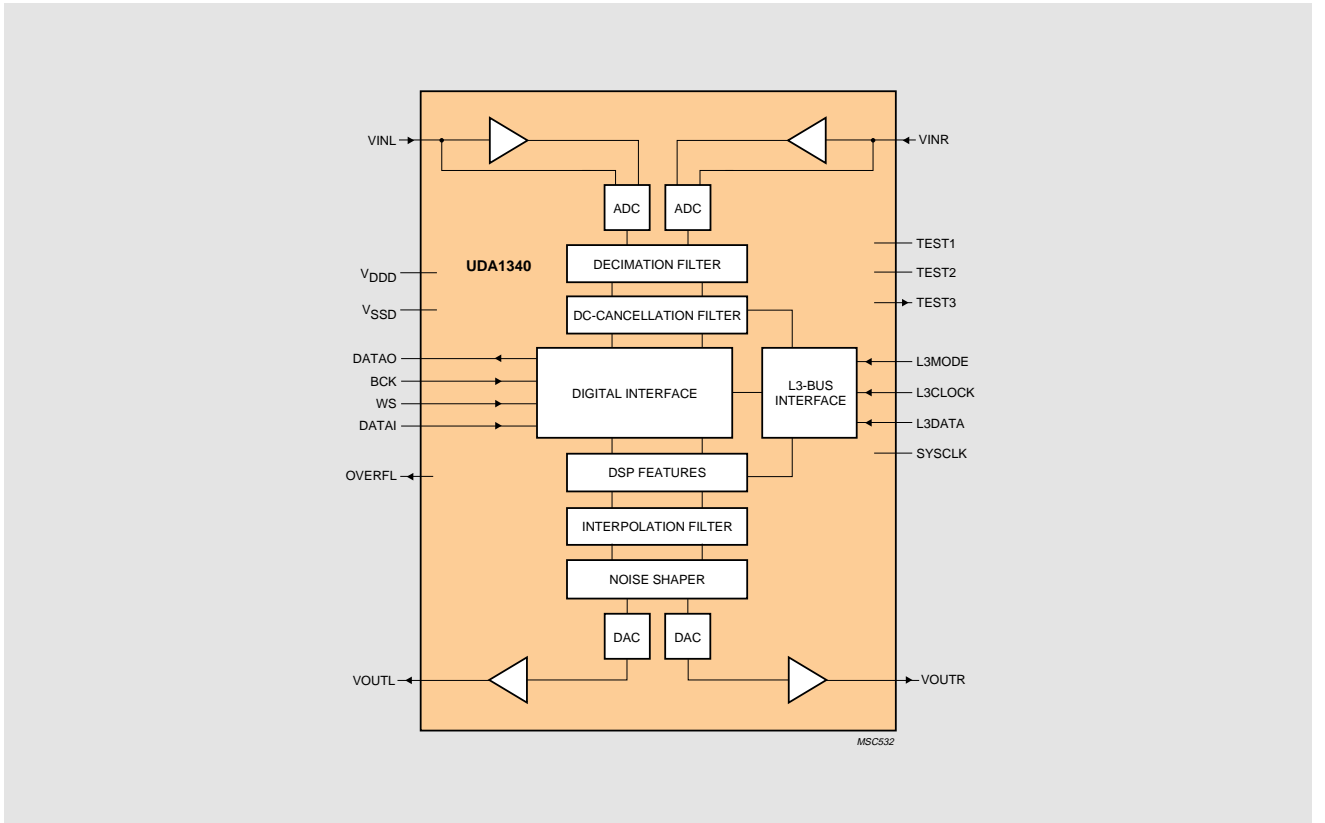 VINL
VINR
ADC
ADC
TEST1
UDA1340
DECIMATION FILTER
VDDD
TEST2
TEST3
VSSD
DC-CANCELLATION FILTER
DATAO
L3MODE
BCK
DIGITAL INTERFACE
L3-BUS
INTERFACE
L3CLOCK
WS
DATAI
L3DATA
SYSCLK
OVERFL
DSP FEATURES
INTERPOLATION FILTER
NOISE SHAPER
DAC
DAC
VOUTL
VOUTR
MSC532